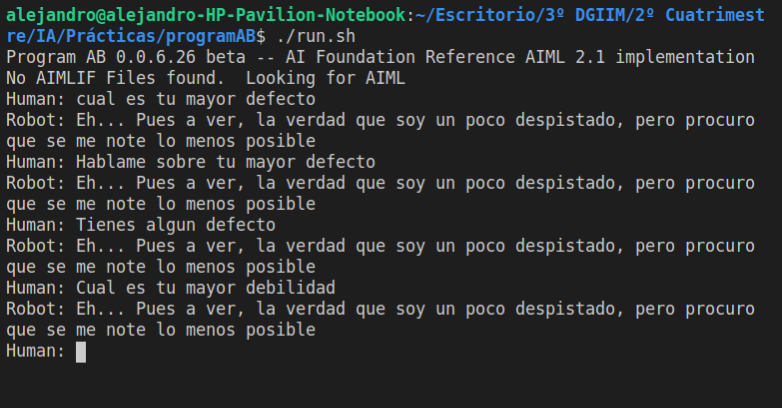 alejandro@alejandro-HP-Pavilion-Notebook:~/Escritorio/3º DGIIM/2º Cuatrimest
re/IA/Prácticas/programAB$ ./run.sh
Program AB 0.0.6.26 beta -- AI Foundation Reference AIML 2.1 implementation
No AIMLIF Files found.  Looking for AIML
Human: cual es tu mayor defecto
Robot: Eh... Pues a ver, la verdad que soy un poco despistado, pero procuro
que se me note lo menos posible
Human: Hablame sobre tu mayor defecto
Robot: Eh... Pues a ver, la verdad que soy un poco despistado, pero procuro
que se me note lo menos posible
Human: Tienes algun defecto
Robot: Eh... Pues a ver, la verdad que soy un poco despistado, pero procuro
que se me note lo menos posible
Human: Cual es tu mayor debilidad
Robot: Eh... Pues a ver, la verdad que soy un poco despistado, pero procuro
que se me note lo menos posible
Human: